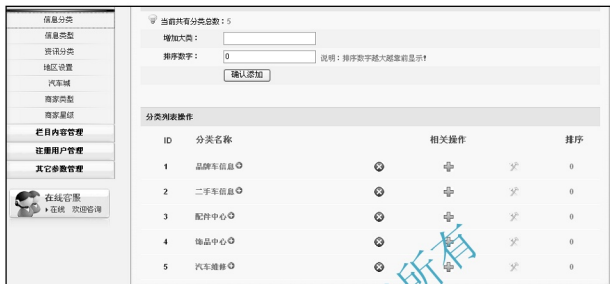 信息分类
信息类型
资讯分类
地区设置
汽车城
商家类型
商家星级
栏目内容管理
注册用户管理
其它参数管理
在线客服
在线 欢迎咨询
当前共有分类总数：5
增加大类：
排序数字： 0 说明：排序数字越大越靠前显示！
确认添加
分类列表操作
ID 分类名称 相关操作 排序
1 品牌车信息 0
2 二手车信息 0
3 配件中心 0
4 饰品中心 0
5 汽车维修 0
所有